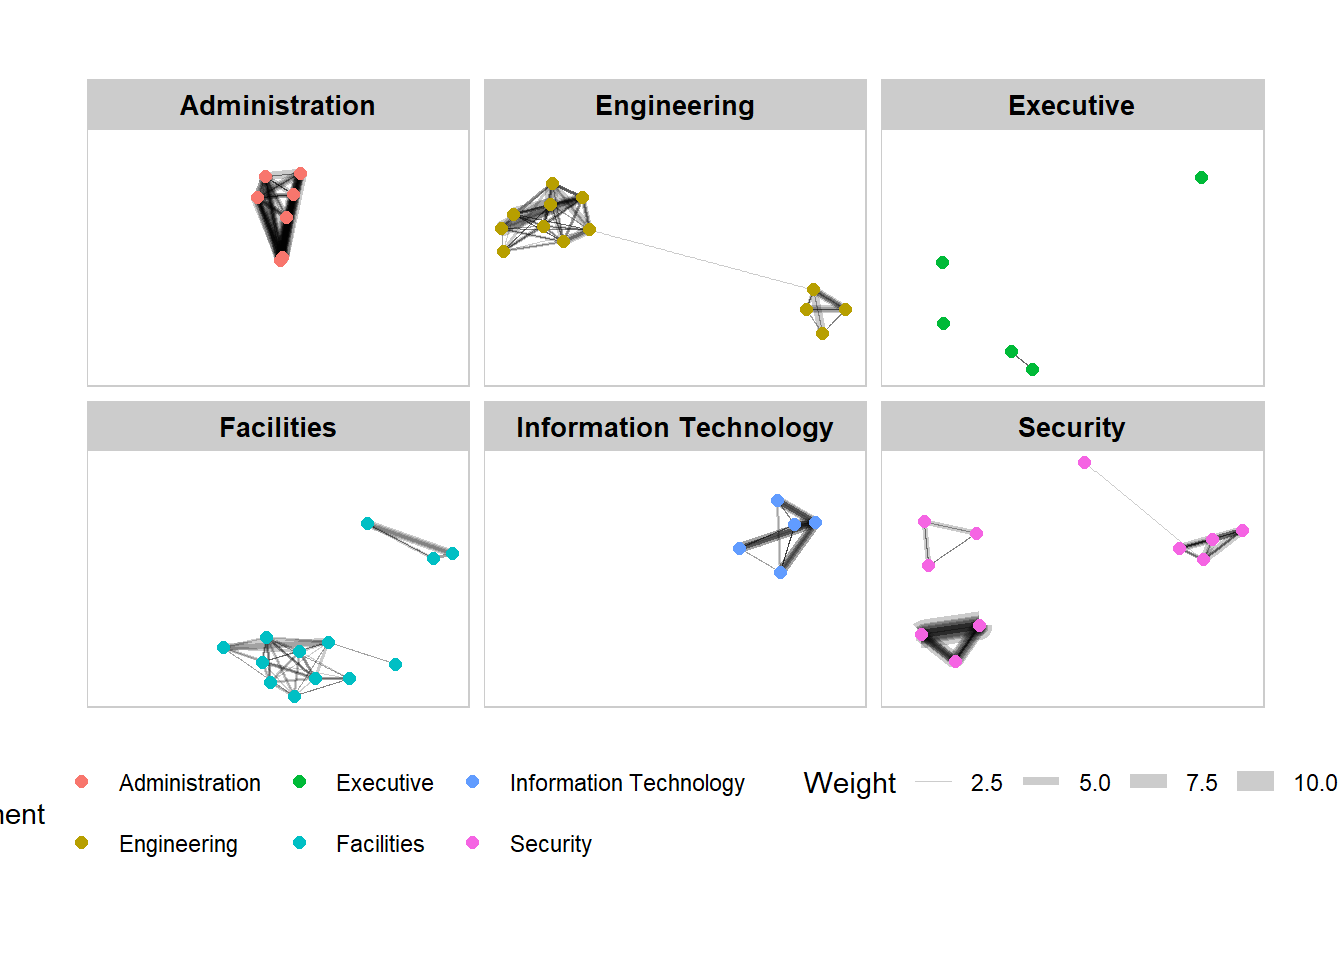 Administration Engineering Executive
Facilities Information Technology Security
Administration Executive Information Technology Weight 2.5 5.0 7.5 10.0
Engineering Facilities Security